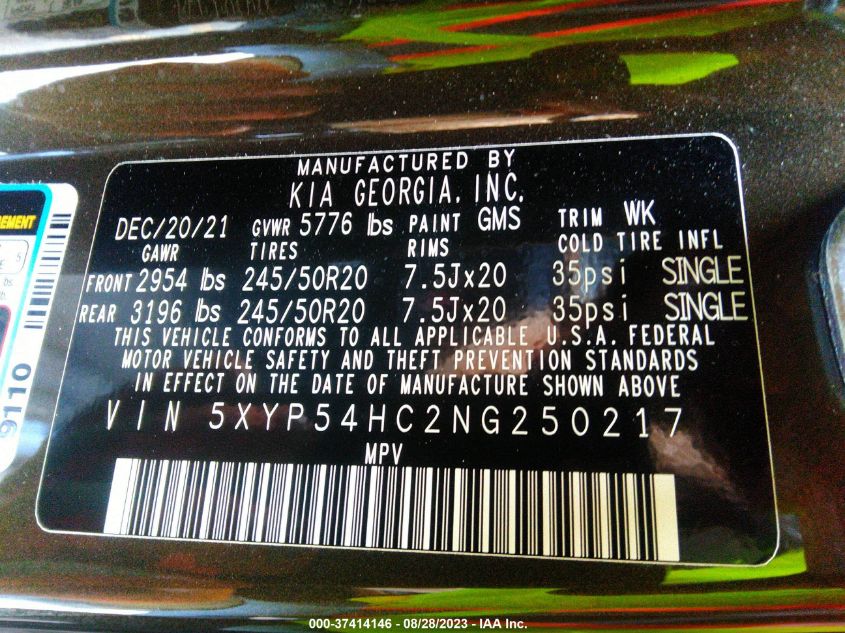 MANUFACTURED BY
KIA GEORGIA, INC.
DEC/20/21 GVWR 5776 lbs PAINT GMS TRIM WK
GAWR TIRES RIMS COLD TIRE INFL
FRONT 2954 lbs 245/50R20 7.5Jx20 35psi SINGLE
REAR 3196 lbs 245/50R20 7.5Jx20 35psi SINGLE
THIS VEHICLE CONFORMS TO ALL APPLICABLE U.S.A. FEDERAL
MOTOR VEHICLE SAFETY AND THEFT PREVENTION STANDARDS
IN EFFECT ON THE DATE OF MANUFACTURE SHOWN ABOVE
VIN 5XYP54HC2NG250217
MPV
9110
000-37414146 - 08/28/2023 - IAA Inc.